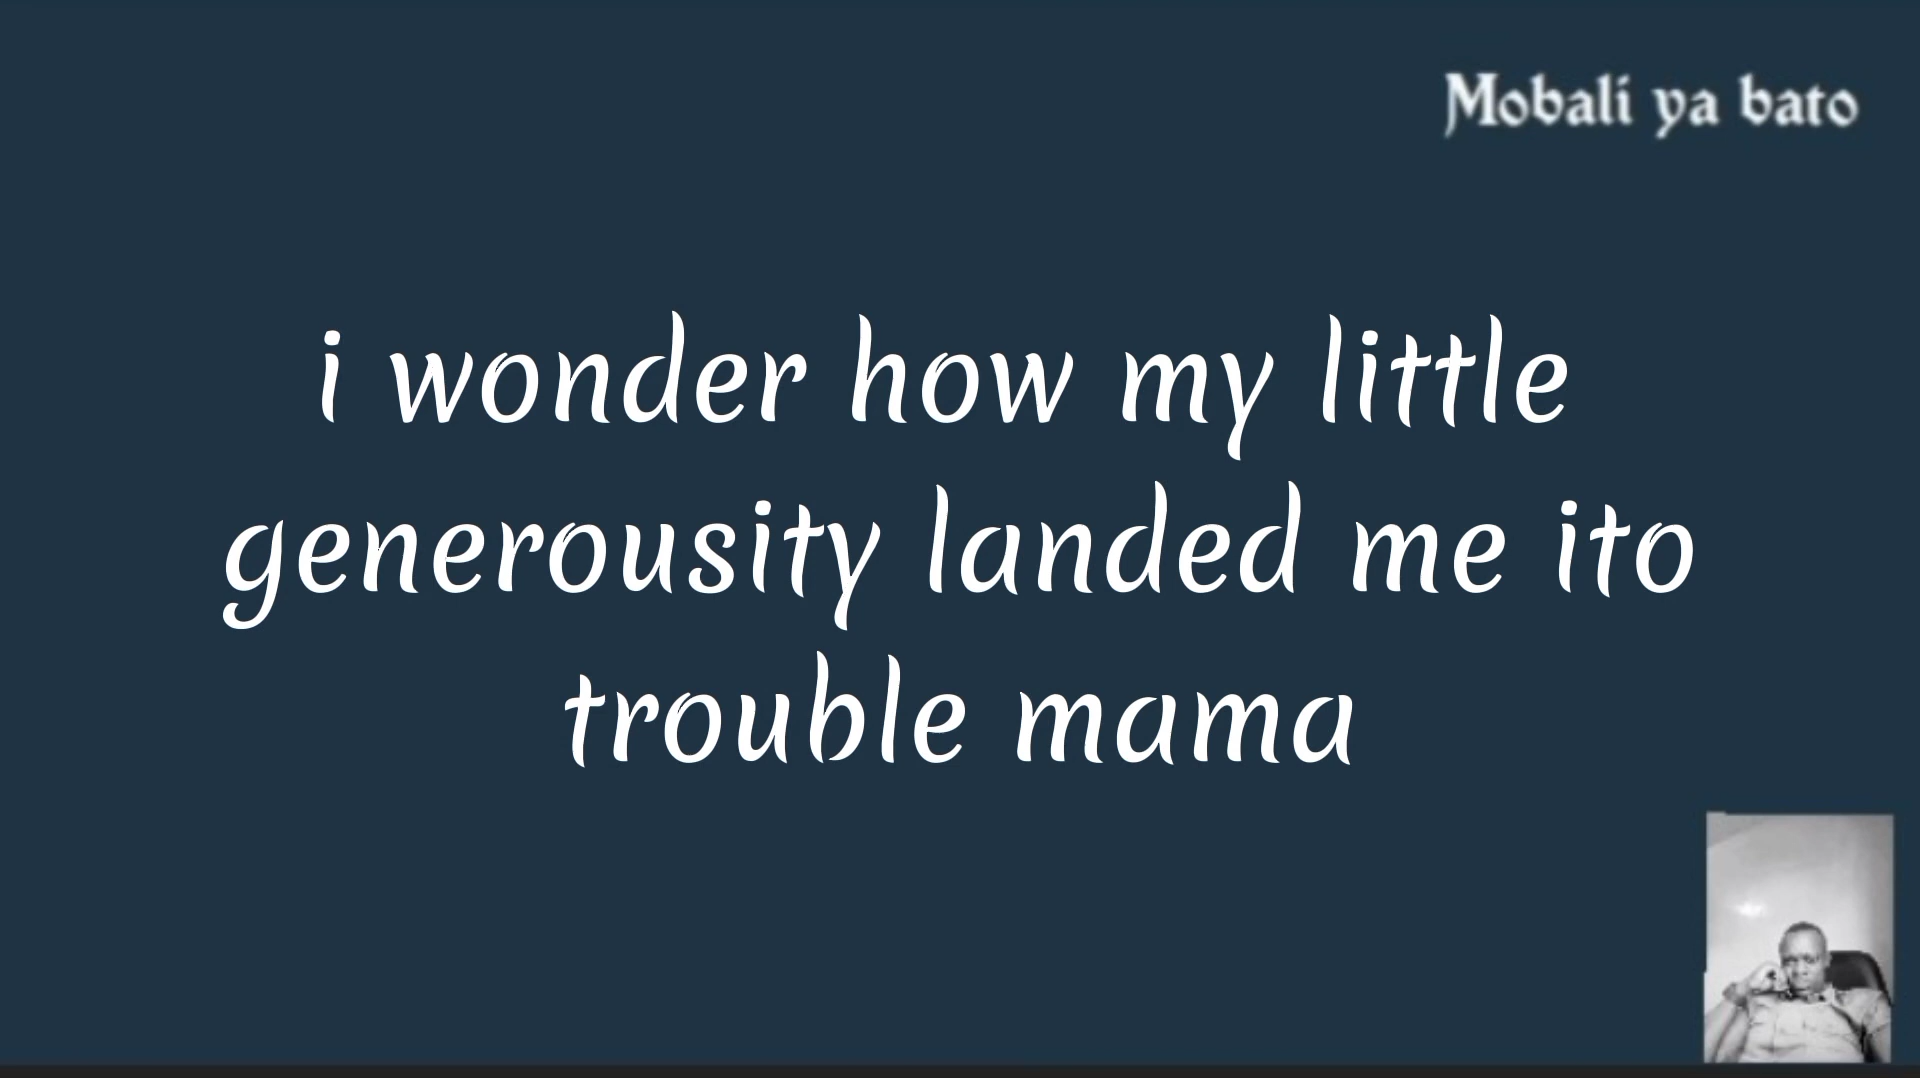 Mobali ya bato
i wonder how my little
generousity landed me ito
trouble mama